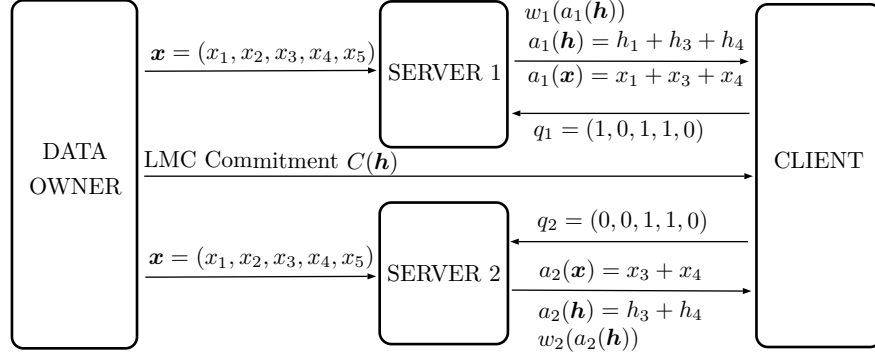 w₁(a₁(𝒉))
𝒙 = (x₁, x₂, x₃, x₄, x₅)
a₁(𝒉) = h₁ + h₃ + h₄
SERVER 1
a₁(𝒙) = x₁ + x₃ + x₄
q₁ = (1, 0, 1, 1, 0)
DATA
OWNER
LMC Commitment C(𝒉)
CLIENT
q₂ = (0, 0, 1, 1, 0)
𝒙 = (x₁, x₂, x₃, x₄, x₅)
SERVER 2
a₂(𝒙) = x₃ + x₄
a₂(𝒉) = h₃ + h₄
w₂(a₂(𝒉))